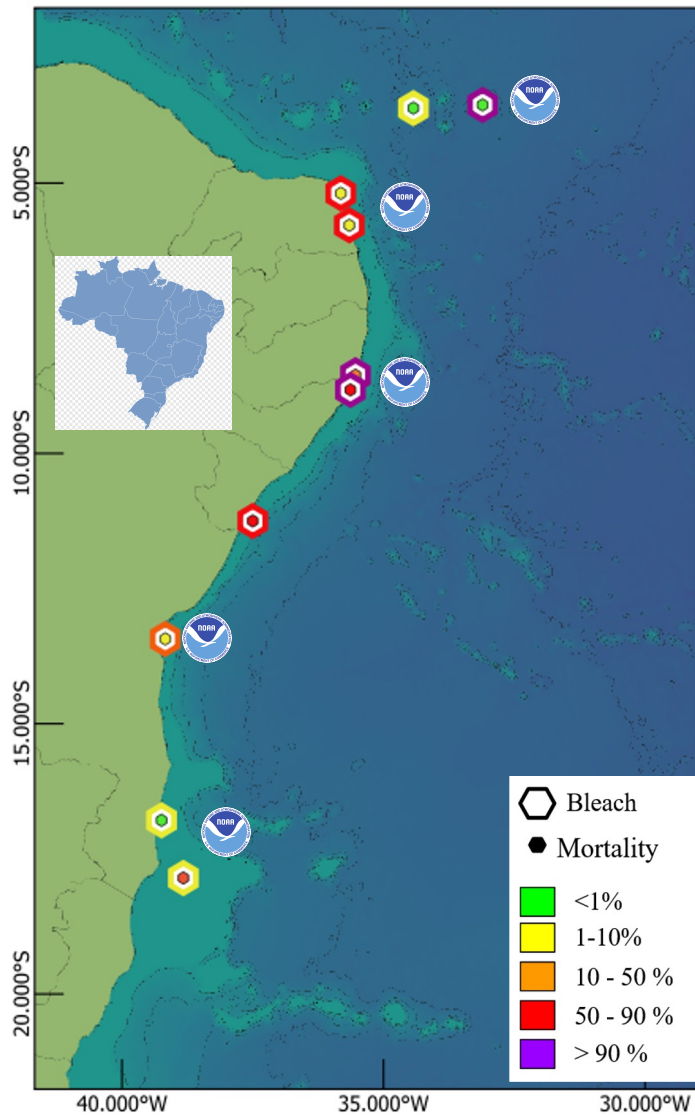 NOAA
NOAA
5.000°S
NOAA
10.000°S
NOAA
15.000°S
NOAA
Bleach
Mortality
<1%
1-10%
10 - 50 %
50 - 90 %
> 90 %
20.000°S
40.000°W
35.000°W
30.000°W